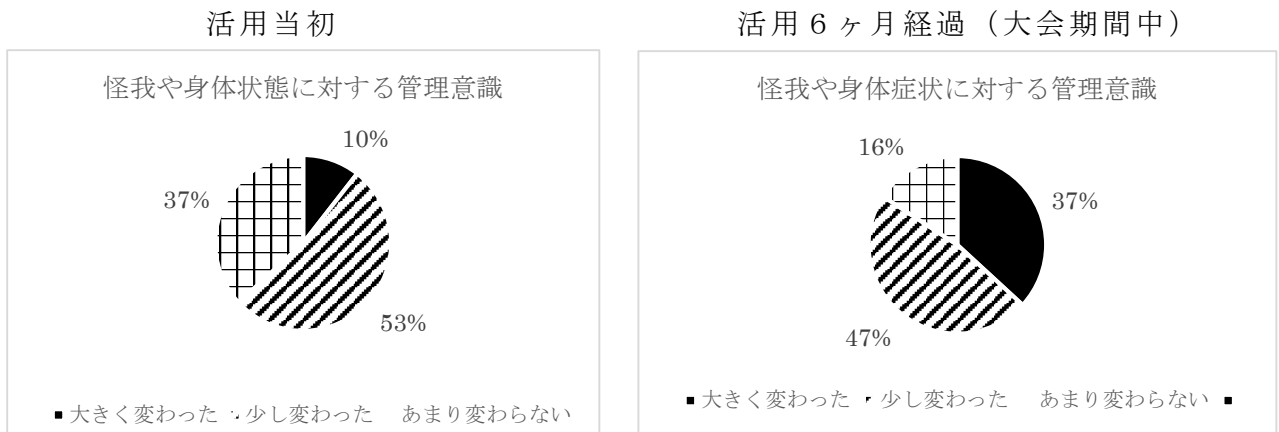 活用当初
怪我や身体状態に対する管理意識
10%
37%
53%
大きく変わった 少し変わった あまり変わらない
活用6ヶ月経過（大会期間中）
怪我や身体症状に対する管理意識
16%
37%
47%
大きく変わった 少し変わった あまり変わらない